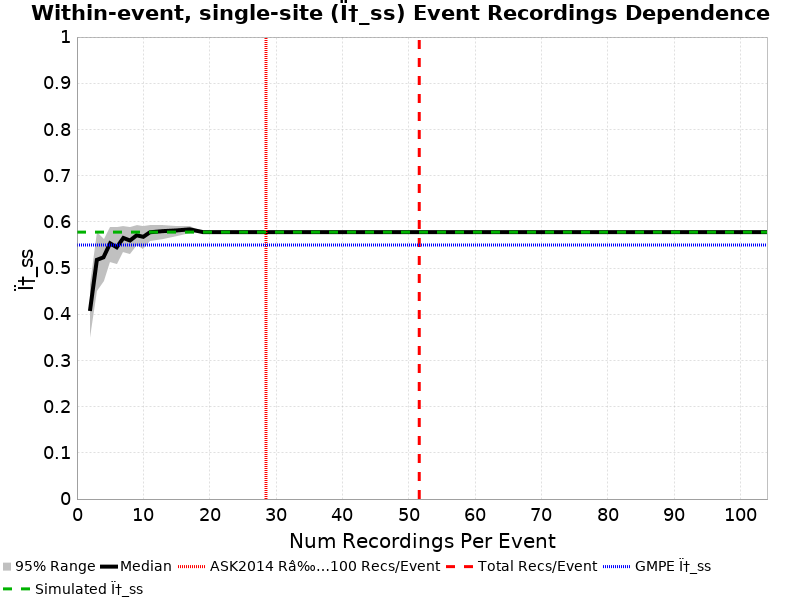 Within-event, single-site (Ï†_ss) Event Recordings Dependence
1
0.9
0.8
0.7
0.6
0.5
0.4
0.3
0.2
0.1
0
Ï†_ss
0 10 20 30 40 50 60 70 80 90 100
Num Recordings Per Event
95% Range Median ASK2014 Râ‰…100 Recs/Event Total Recs/Event GMPE Ï†_ss
Simulated Ï†_ss